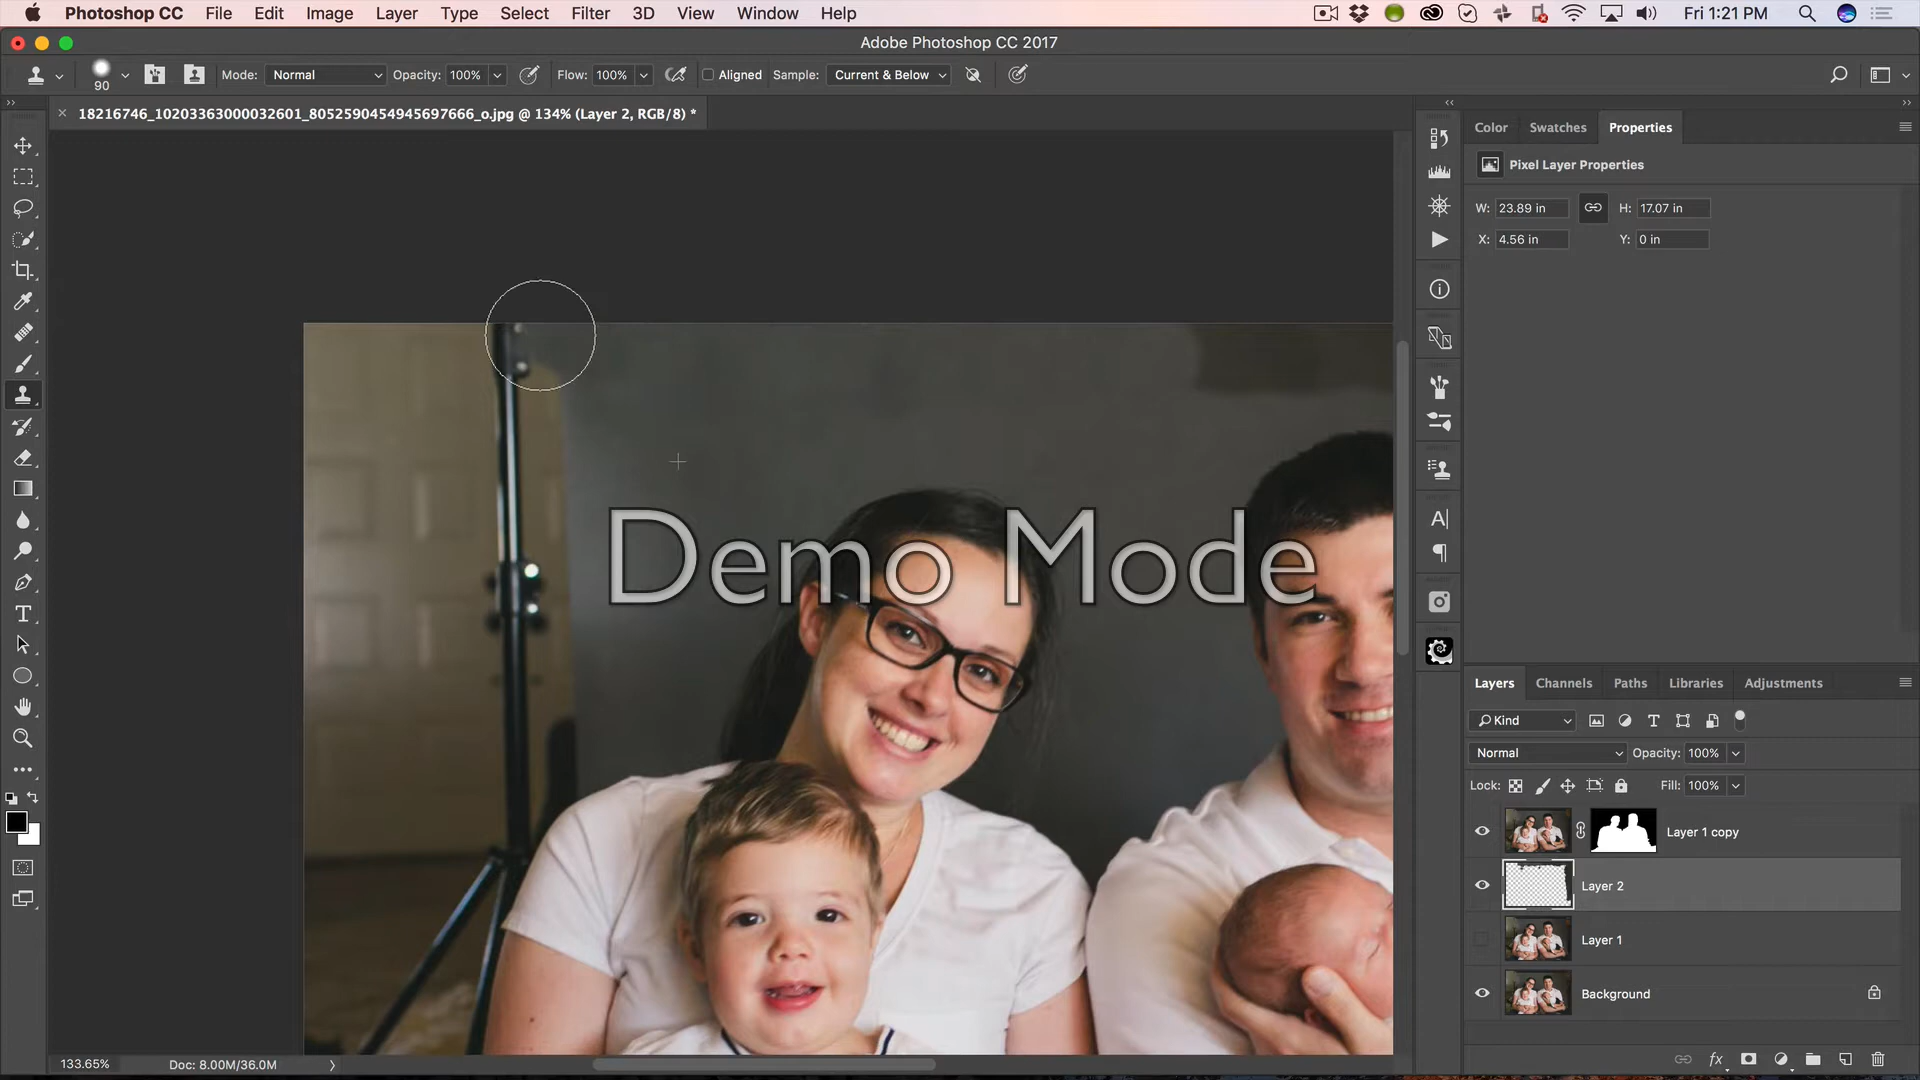 Photoshop CC File Edit Image Layer Type Select Filter 3D View Window Help Fri 1:21 PM
Adobe Photoshop CC 2017
90 Mode: Normal Opacity: 100% Flow: 100% Aligned Sample: Current & Below
18216746_10203363000032601_8052590454945697666_o.jpg @ 134% (Layer 2, RGB/8) *
Color Swatches Properties
Pixel Layer Properties
W: 23.89 in H: 17.07 in
X: 4.56 in Y: 0 in
Demo Mode
Layers Channels Paths Libraries Adjustments
Kind
Normal Opacity: 100%
Lock: Fill: 100%
Layer 1 copy
Layer 2
Layer 1
Background
133.65% Doc: 8.00M/36.0M